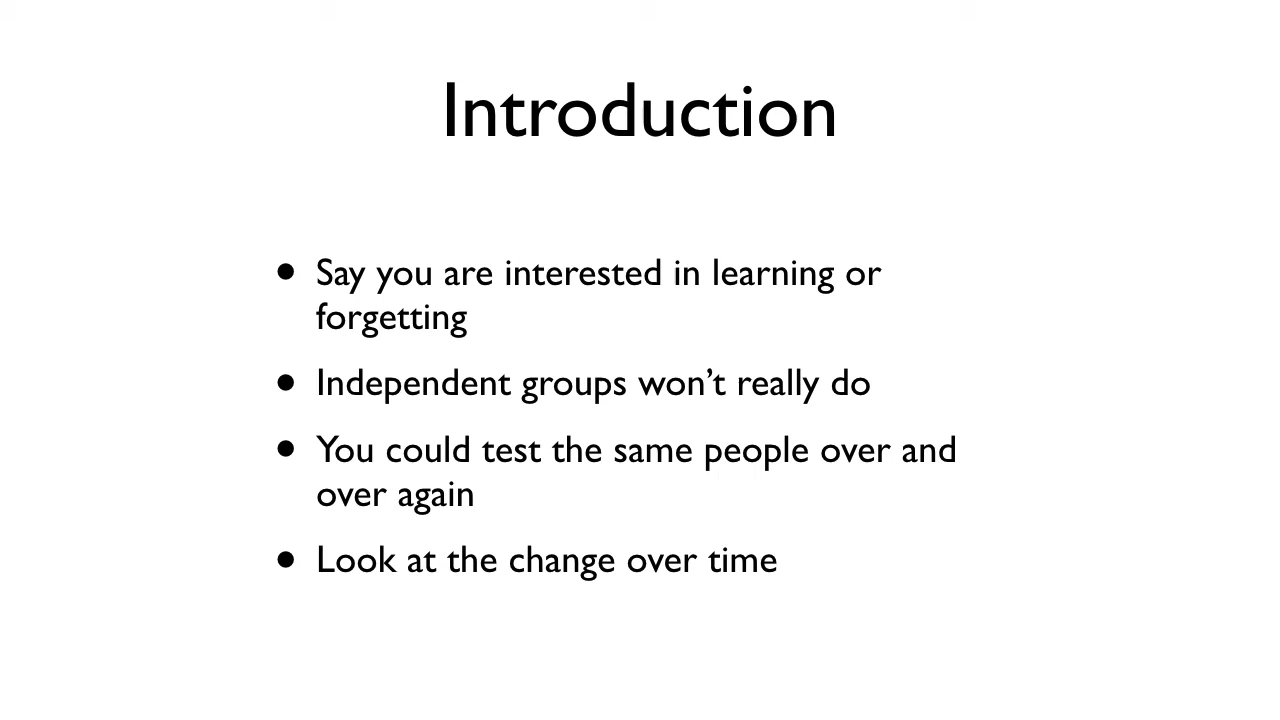 Introduction
• Say you are interested in learning or
forgetting
• Independent groups won’t really do
• You could test the same people over and
over again
• Look at the change over time